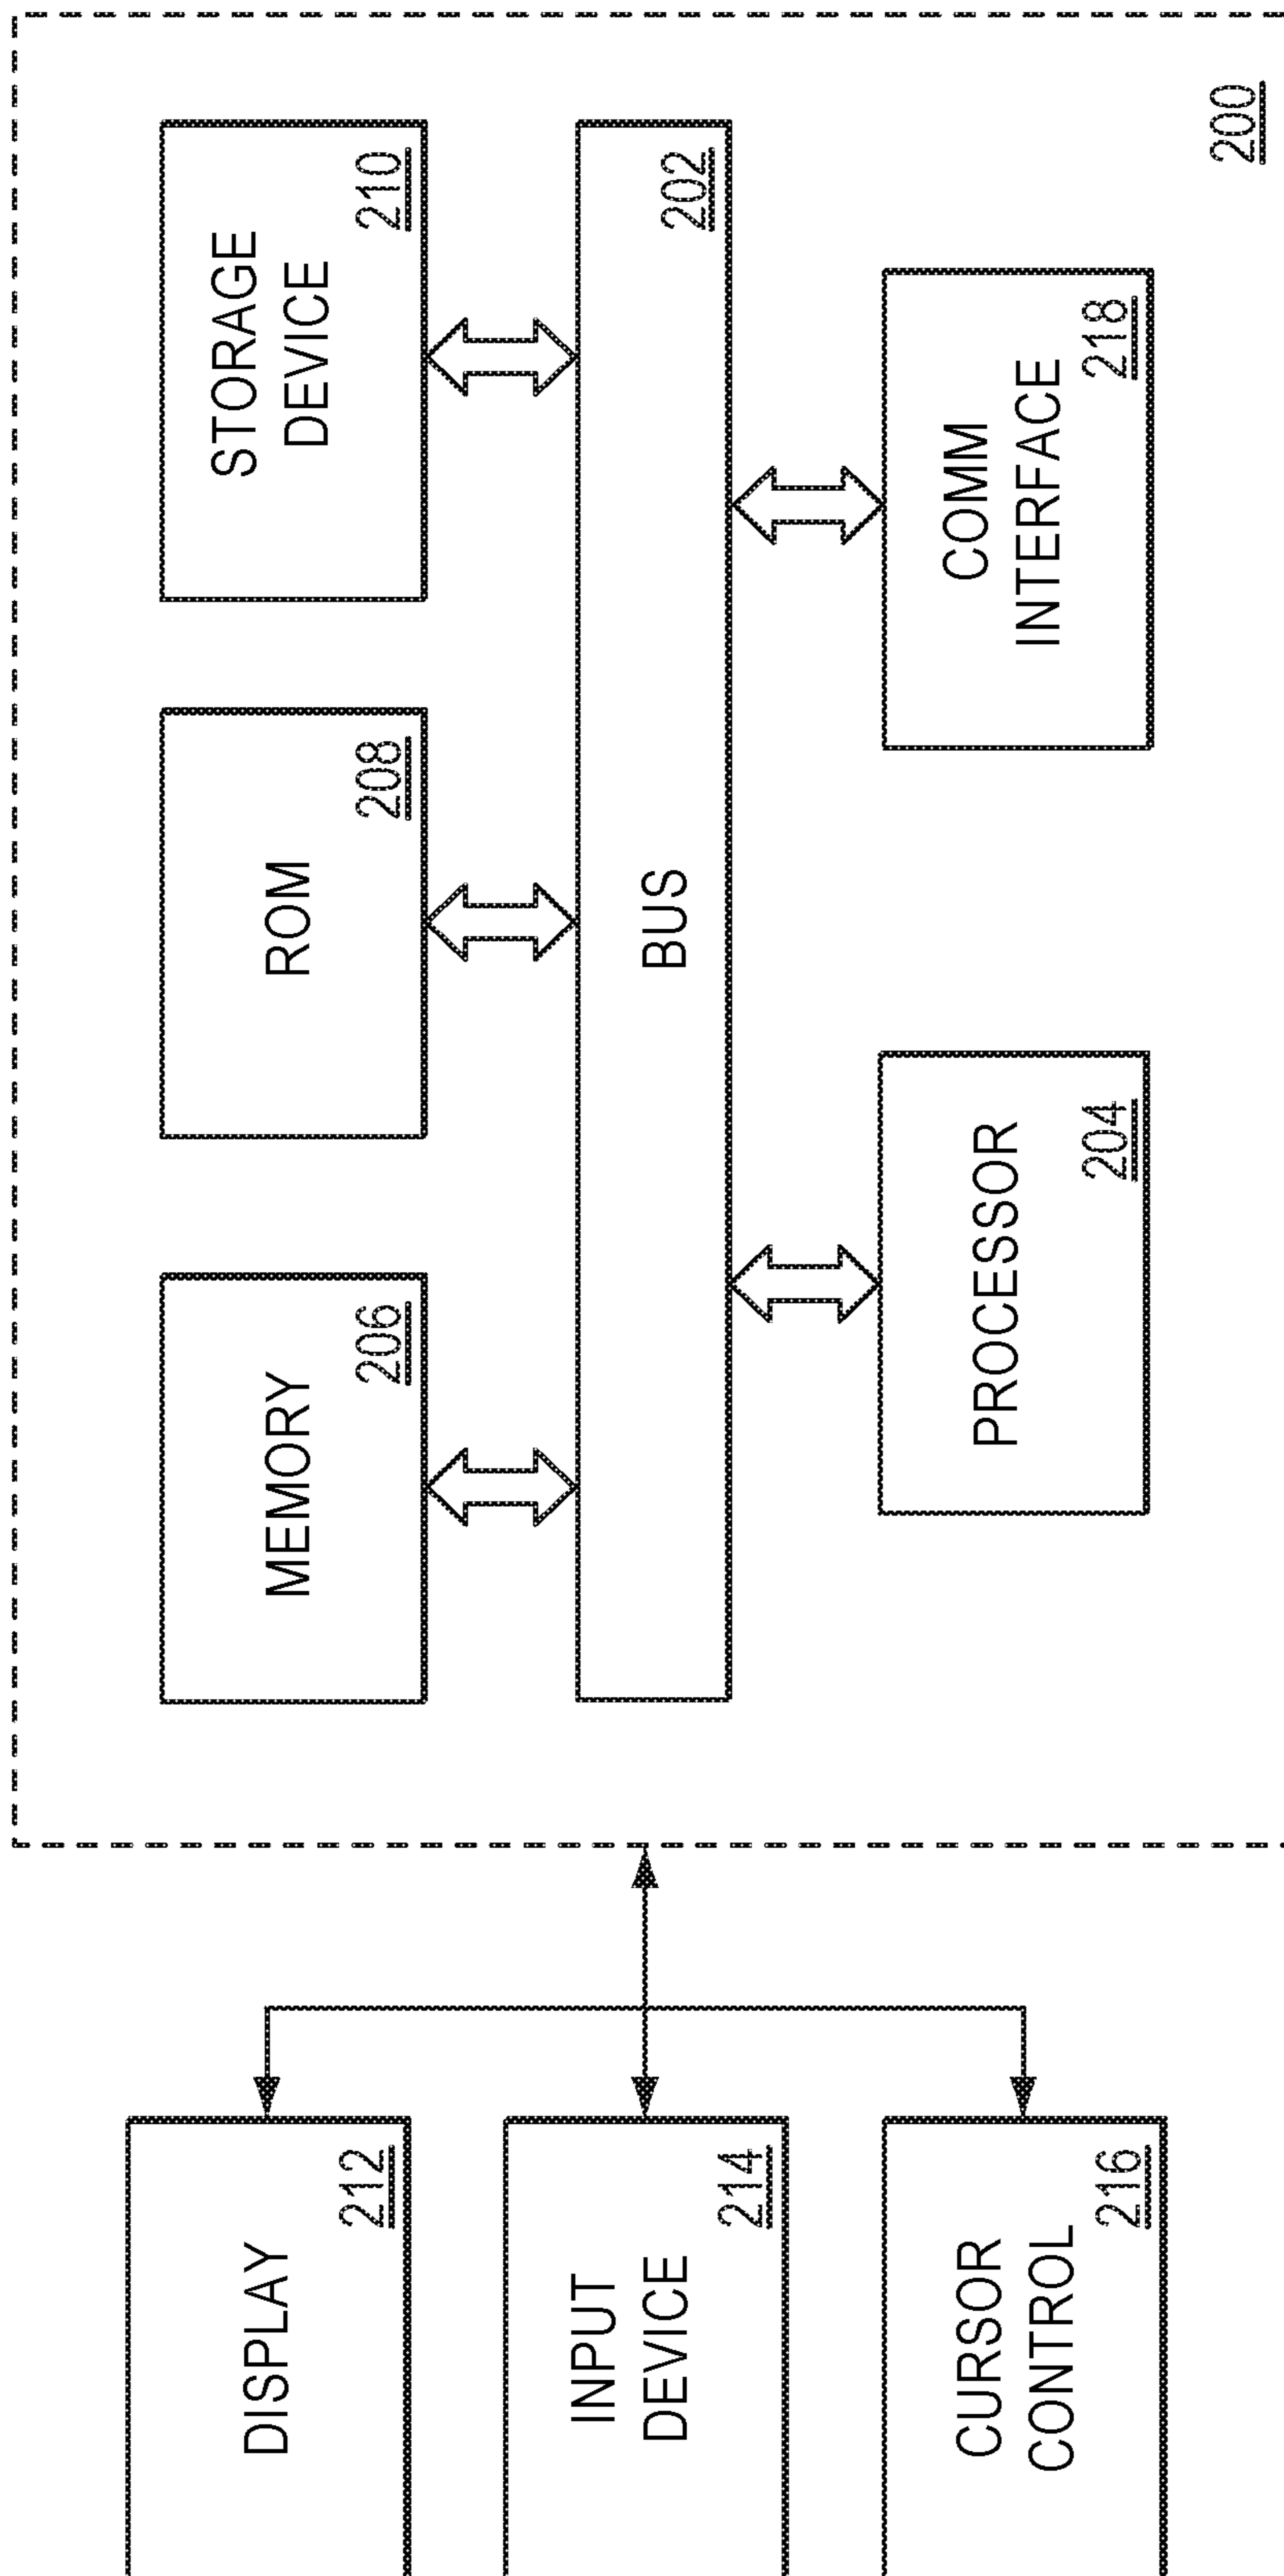 DISPLAY
212
INPUT
DEVICE
214
CURSOR
CONTROL
216
MEMORY
206
ROM
208
STORAGE
DEVICE
210
BUS
202
PROCESSOR
204
COMM
INTERFACE
218
200